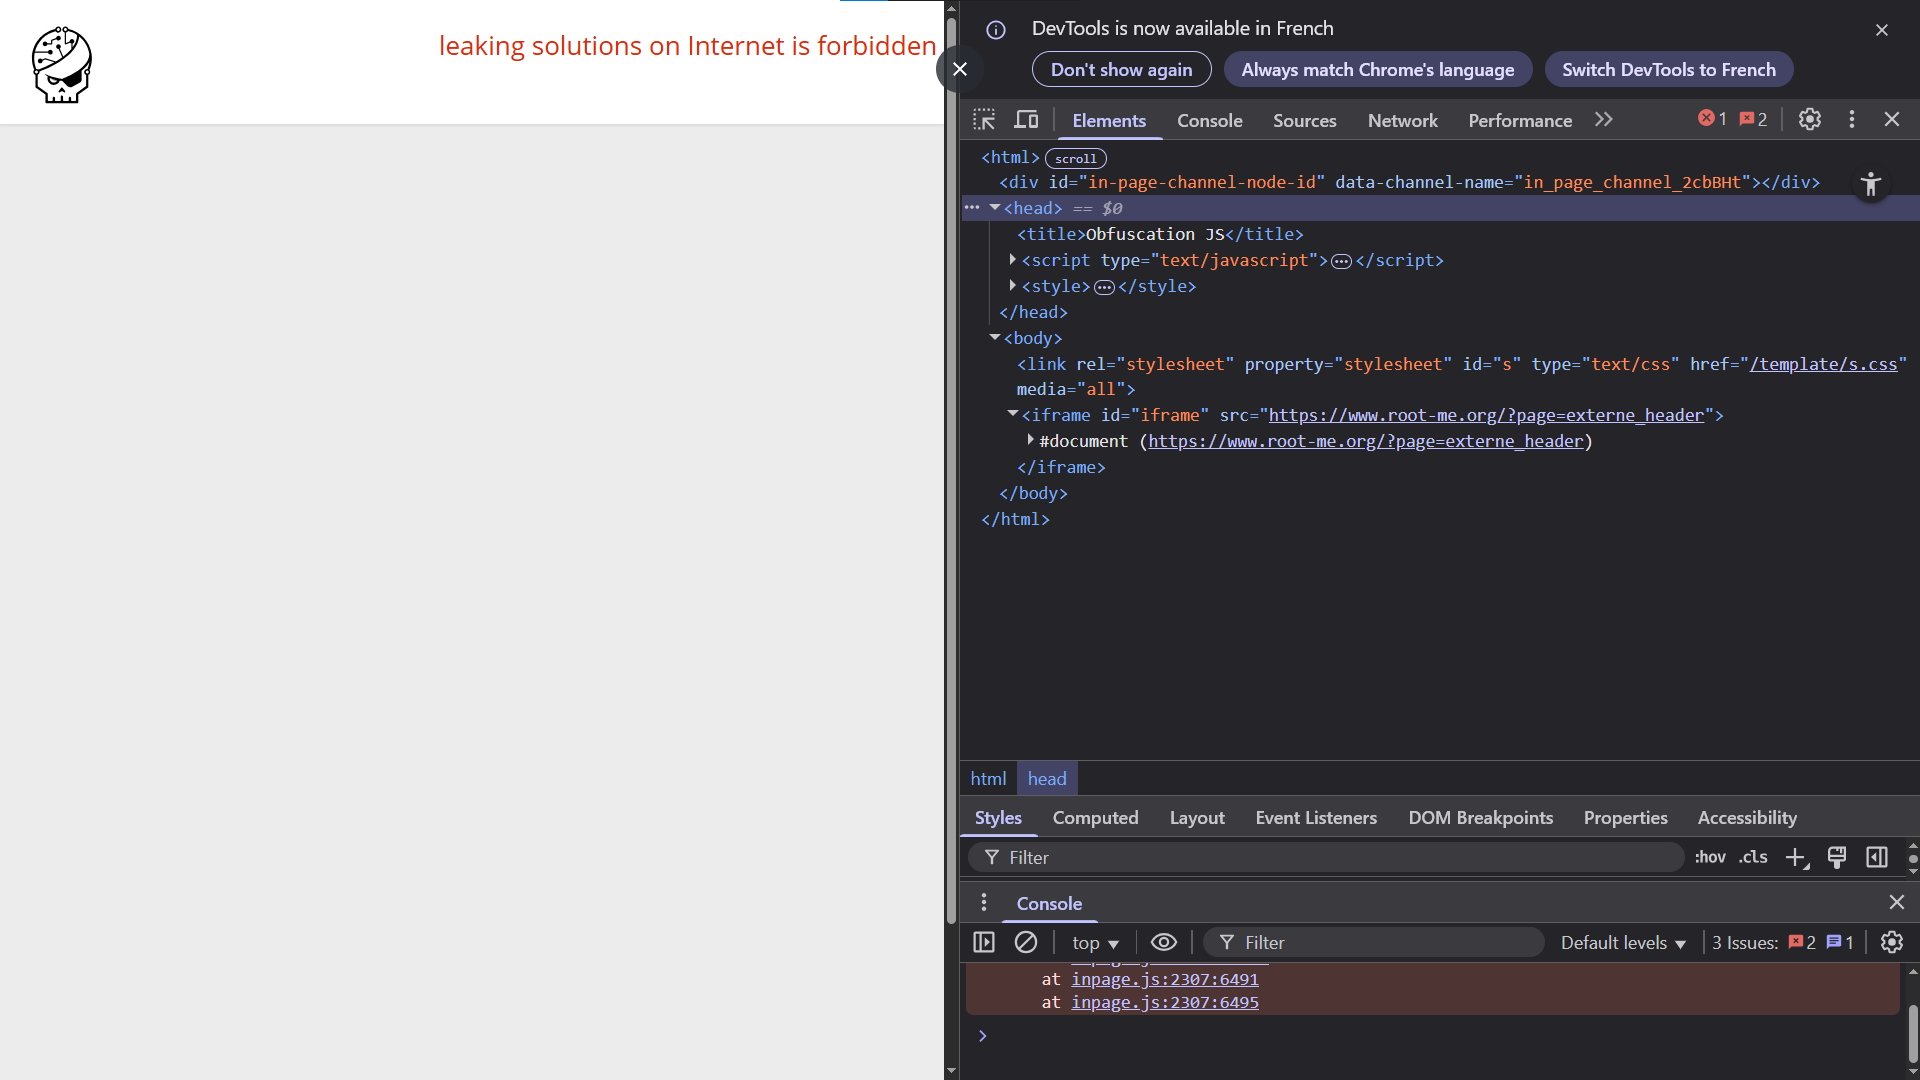 leaking solutions on Internet is forbidden
DevTools is now available in French
Don't show again
Always match Chrome's language
Switch DevTools to French
Elements
Console
Sources
Network
Performance
1
2
<html>
scroll
<div id="in-page-channel-node-id" data-channel-name="in_page_channel_2cbBHt"></div>
<head> == $0
<title>Obfuscation JS</title>
<script type="text/javascript"></script>
<style></style>
</head>
<body>
<link rel="stylesheet" property="stylesheet" id="s" type="text/css" href="/template/s.css"
media="all">
<iframe id="iframe" src="https://www.root-me.org/?page=externe_header">
#document (https://www.root-me.org/?page=externe_header)
</iframe>
</body>
</html>
html
head
Styles
Computed
Layout
Event Listeners
DOM Breakpoints
Properties
Accessibility
Filter
:hov
.cls
Console
top
Filter
Default levels
3 Issues:
2
1
at inpage.js:2307:6491
at inpage.js:2307:6495